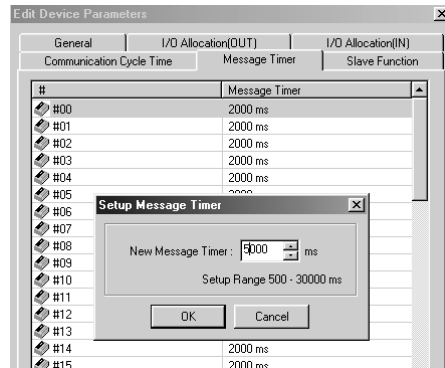 Edit Device Parameters
General I/O Allocation(OUT) I/O Allocation(IN)
Communication Cycle Time Message Timer Slave Function
# Message Timer
#00 2000 ms
#01 2000 ms
#02 2000 ms
#03 2000 ms
#04 2000 ms
#05
#06
#07
#08
#09
#10
#11
#12
#13
#14 2000 ms
#15 2000 ms
Setup Message Timer
New Message Timer : 5000 ms
Setup Range 500 - 30000 ms
OK Cancel